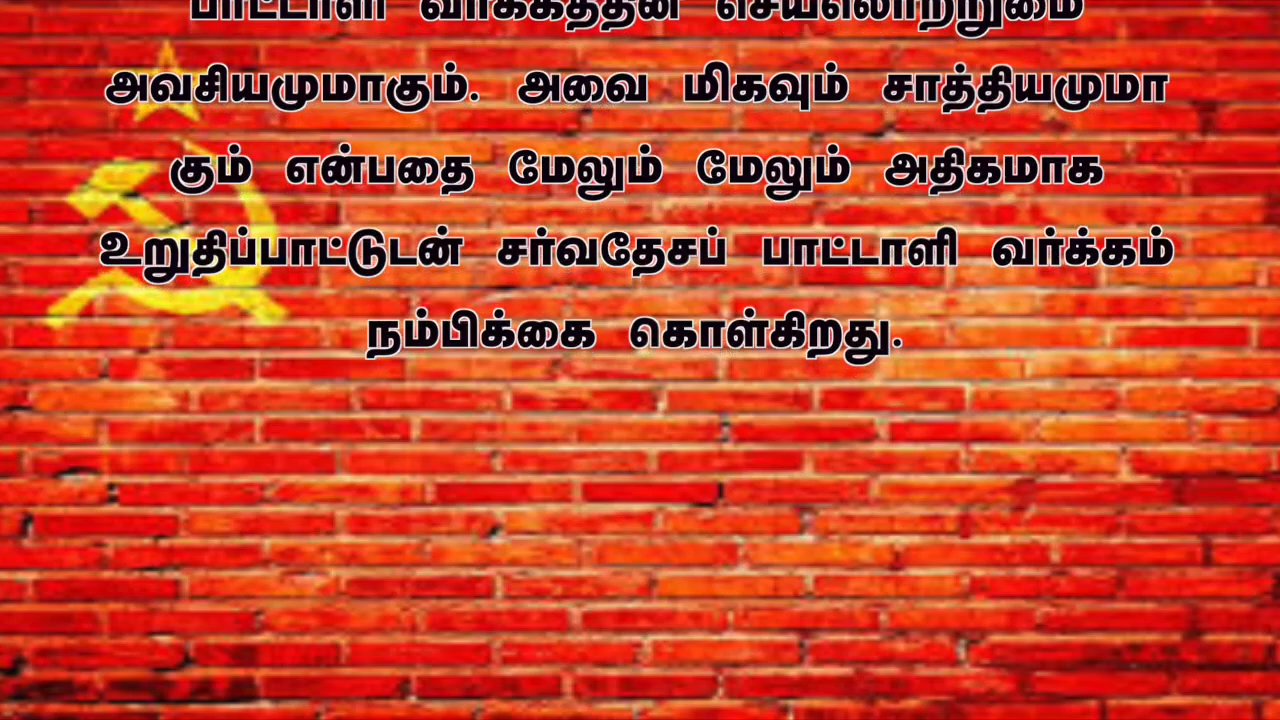 பாட்டாளி வர்க்கத்தின் செயலொற்றுமை
அவசியமுமாகும். அவை மிகவும் சாத்தியமுமா
கும் என்பதை மேலும் மேலும் அதிகமாக
உறுதிப்பாட்டுடன் சர்வதேசப் பாட்டாளி வர்க்கம்
நம்பிக்கை கொள்கிறது.